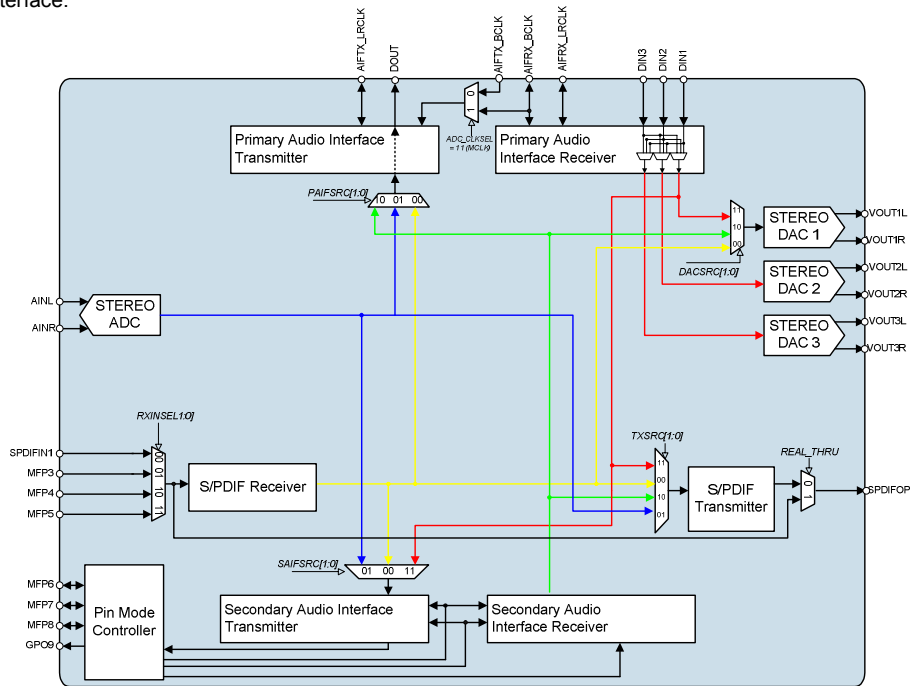 terface.
AIFTX_LRCLK
DOUT
AIFTX_BCLK
AIFRX_BCLK
AIFRX_LRCLK
DIN3
DIN2
DIN1
1 0
ADC_CLKSEL
= 11 (MCLK)
Primary Audio Interface
Transmitter
Primary Audio
Interface Receiver
PAIFSRC[1:0]
10 01 00
11
10
00
DACSRC[1:0]
STEREO
DAC 1
VOUT1L
VOUT1R
STEREO
DAC 2
VOUT2L
VOUT2R
STEREO
DAC 3
VOUT3L
VOUT3R
AINL
AINR
STEREO
ADC
RXINSEL1:0]
SPDIFIN1
MFP3
MFP4
MFP5
00 01 10 11
S/PDIF Receiver
TXSRC[1:0]
11
00
10
01
S/PDIF
Transmitter
REAL_THRU
0
1
SPDIFOP
SAIFSRC[1:0]
01 00 11
MFP6
MFP7
MFP8
GPO9
Pin Mode
Controller
Secondary Audio Interface
Transmitter
Secondary Audio
Interface Receiver